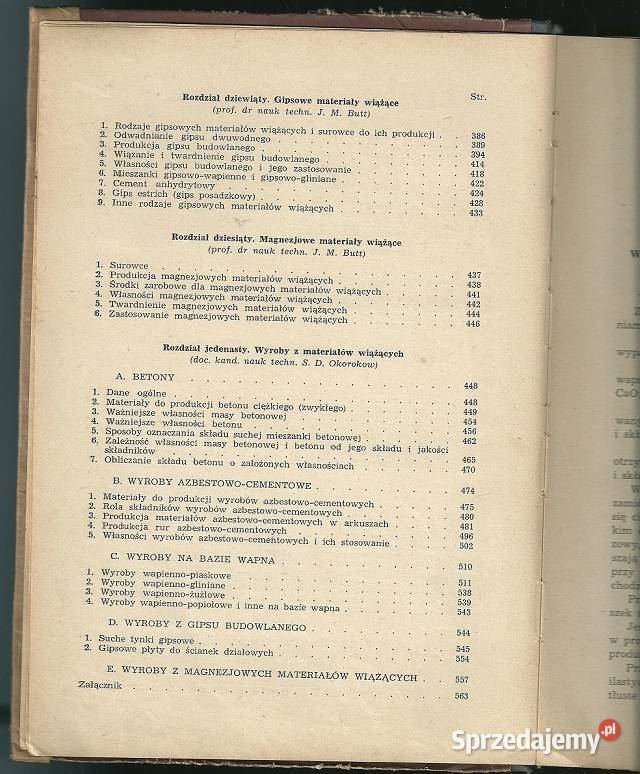 Str.
Rozdział dziewiąty. Gipsowe materiały wiążące
(prof. dr nauk techn. J. M. Butt)
1. Rodzaje gipsowych materiałów wiążących i surowce do ich produkcji . 386
2. Odwadnianie gipsu dwuwodnego . . . 389
3. Produkcja gipsu budowlanego . . . 394
4. Wiązanie i twardnienie gipsu budowlanego . . . 414
5. Własności gipsu budowlanego i jego zastosowanie . . . 418
6. Mieszanki gipsowo-wapienne i gipsowo-gliniane . . . 422
7. Cement anhydrytowy . . . 424
8. Gips estrich (gips posadzkowy) . . . 428
9. Inne rodzaje gipsowych materiałów wiążących . . . 433
Rozdział dziesiąty. Magnezjowe materiały wiążące
(prof. dr nauk techn. J. M. Butt)
1. Surowce . . . 437
2. Produkcja magnezjowych materiałów wiążących . . . 438
3. Środki zarobowe dla magnezjowych materiałów wiążących . . . 441
4. Własności magnezjowych materiałów wiążących . . . 442
5. Twardnienie magnezjowych materiałów wiążących . . . 444
6. Zastosowanie magnezjowych materiałów wiążących . . . 446
Rozdział jedenasty. Wyroby z materiałów wiążących
(doc. kand. nauk techn. S. D. Okorokow)
A. BETONY . . . 448
1. Dane ogólne . . . 448
2. Materiały do produkcji betonu ciężkiego (zwykłego) . . . 449
3. Ważniejsze własności masy betonowej . . . 454
4. Ważniejsze własności betonu . . . 456
5. Sposoby oznaczania składu suchej mieszanki betonowej . . . 462
6. Zależność własności masy betonowej i betonu od jego składu i jakości
składników . . . 465
7. Obliczanie składu betonu o założonych własnościach . . . 470
B. WYROBY AZBESTOWO-CEMENTOWE . . . 474
1. Materiały do produkcji wyrobów azbestowo-cementowych . . . 475
2. Rola składników wyrobów azbestowo-cementowych . . . 480
3. Produkcja materiałów azbestowo-cementowych w arkuszach . . . 481
4. Produkcja rur azbestowo-cementowych . . . 496
5. Własności wyrobów azbestowo-cementowych i ich stosowanie . . . 502
C. WYROBY NA BAZIE WAPNA . . . 510
1. Wyroby wapienno-piaskowe . . . 511
2. Wyroby wapienno-gliniane . . . 538
3. Wyroby wapienno-żużlowe . . . 539
4. Wyroby wapienno-popiołowe i inne na bazie wapna . . . 543
D. WYROBY Z GIPSU BUDOWLANEGO . . . 544
1. Suche tynki gipsowe . . . 545
2. Gipsowe płyty do ścianek działowych . . . 554
E. WYROBY Z MAGNEZJOWYCH MATERIAŁÓW WIĄŻĄCYCH . . . 557
Załącznik . . . 563
Sprzedajemy.pl